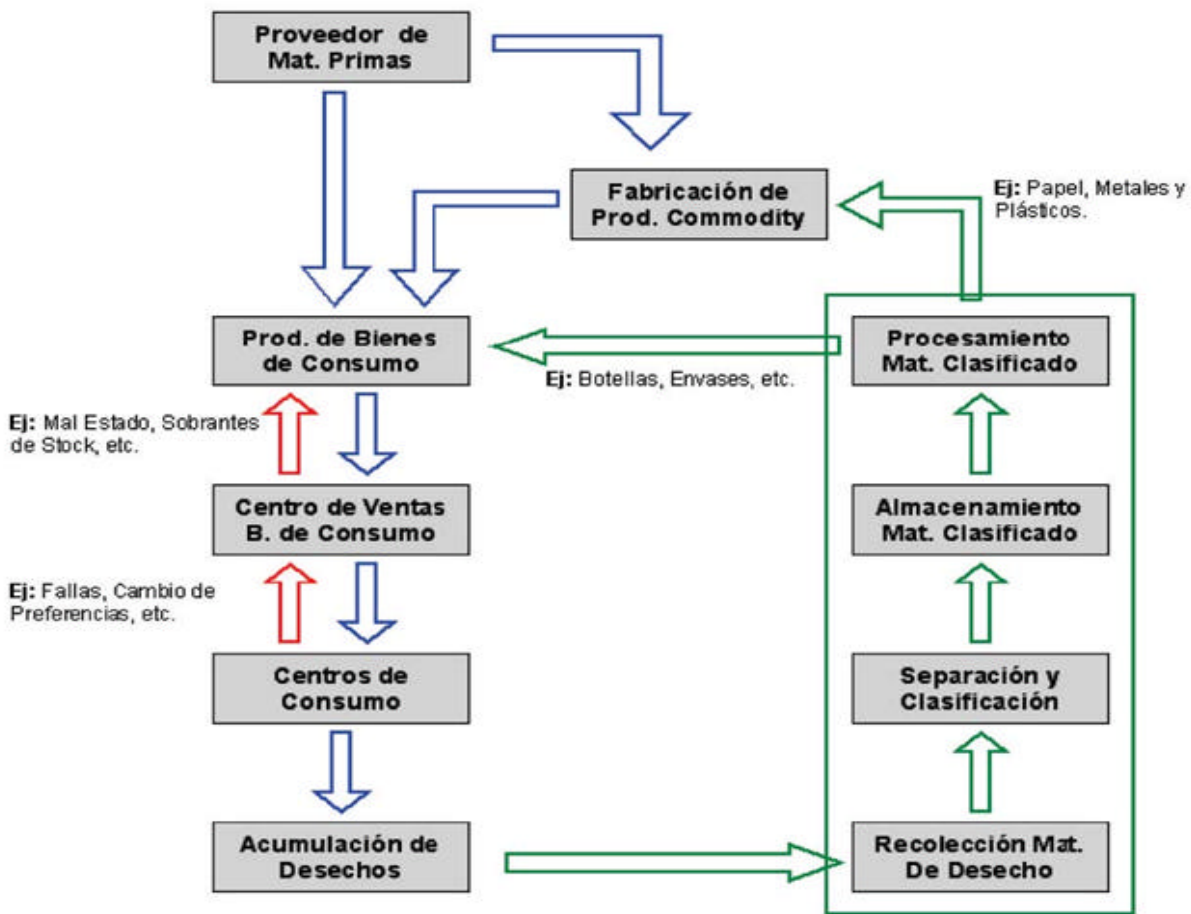 Proveedor de
Mat. Primas
Fabricación de
Prod. Commodity
Ej: Papel, Metales y
Plásticos.
Prod. de Bienes
de Consumo
Procesamiento
Mat. Clasificado
Ej: Botellas, Envases, etc.
Ej: Mal Estado, Sobrantes
de Stock, etc.
Centro de Ventas
B. de Consumo
Almacenamiento
Mat. Clasificado
Ej: Fallas, Cambio de
Preferencias, etc.
Centros de
Consumo
Separación y
Clasificación
Acumulación de
Desechos
Recolección Mat.
De Desecho